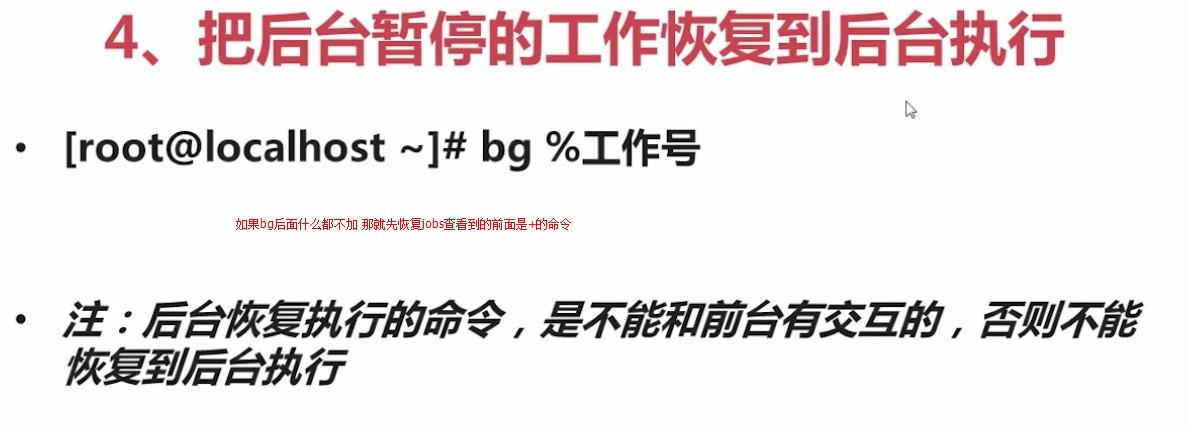 4、把后台暂停的工作恢复到后台执行
• [root@localhost ~]# bg %工作号
如果bg后面什么都不加 那就先恢复jobs查看到的前面是+的命令
• 注：后台恢复执行的命令，是不能和前台有交互的，否则不能
恢复到后台执行